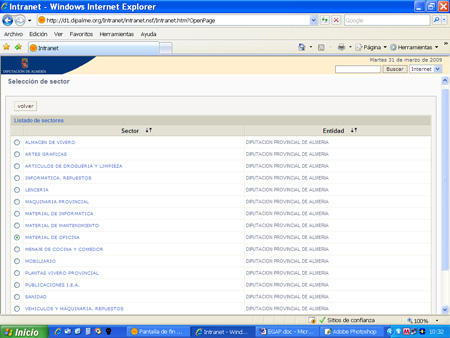 Intranet - Windows Internet Explorer
http://d1.dipalme.org/Intranet/intranet.nsf/Intranet.htm?OpenPage
Google
Archivo Edición Ver Favoritos Herramientas Ayuda
Intranet
Página Herramientas
DIPUTACIÓN DE ALMERÍA
Martes 31 de marzo de 2009
Buscar Internet
Selección de sector
volver
Listado de sectores
Sector Entidad
ALMACEN DE VIVERO DIPUTACION PROVINCIAL DE ALMERIA
ARTES GRAFICAS DIPUTACION PROVINCIAL DE ALMERIA
ARTICULOS DE DROGUERIA Y LIMPIEZA DIPUTACION PROVINCIAL DE ALMERIA
INFORMATICA. REPUESTOS DIPUTACION PROVINCIAL DE ALMERIA
LENCERIA DIPUTACION PROVINCIAL DE ALMERIA
MAQUINARIA PROVINCIAL DIPUTACION PROVINCIAL DE ALMERIA
MATERIAL DE INFORMATICA DIPUTACION PROVINCIAL DE ALMERIA
MATERIAL DE MANTENIMIENTO DIPUTACION PROVINCIAL DE ALMERIA
MATERIAL DE OFICINA DIPUTACION PROVINCIAL DE ALMERIA
MENAJE DE COCINA Y COMEDOR DIPUTACION PROVINCIAL DE ALMERIA
MOBILIARIO DIPUTACION PROVINCIAL DE ALMERIA
PLANTAS VIVERO PROVINCIAL DIPUTACION PROVINCIAL DE ALMERIA
PUBLICACIONES I.E.A. DIPUTACION PROVINCIAL DE ALMERIA
SANIDAD DIPUTACION PROVINCIAL DE ALMERIA
VEHICULOS Y MAQUINARIA. REPUESTOS DIPUTACION PROVINCIAL DE ALMERIA
Sitios de confianza 100%
Inicio Pantalla de fin ... Intranet - Windo... EGAP.doc - Micr... Adobe Photoshop 10:32